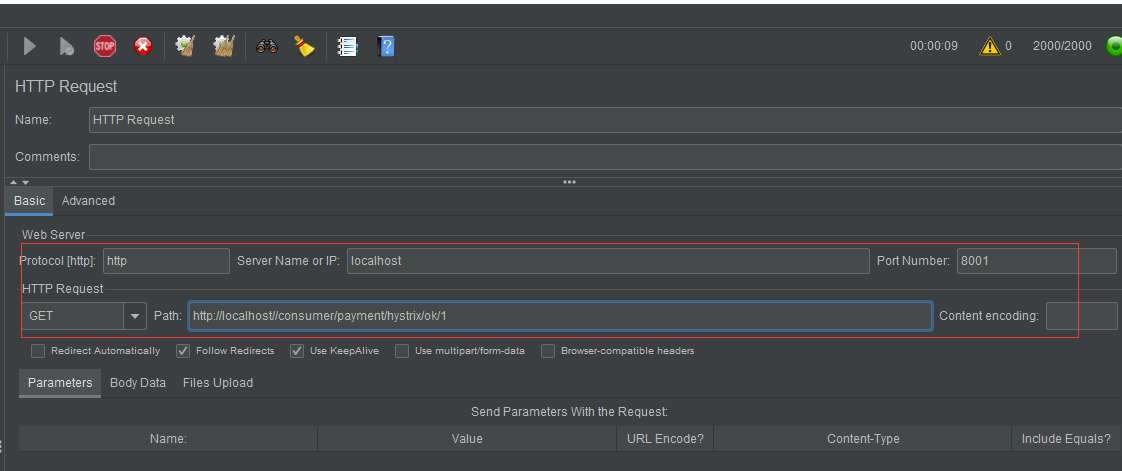 STOP
00:00:09 0 2000/2000
HTTP Request
Name: HTTP Request
Comments:
Basic Advanced
Web Server
Protocol [http]: http Server Name or IP: localhost Port Number: 8001
HTTP Request
GET Path: http://localhost//consumer/payment/hystrix/ok/1 Content encoding:
Redirect Automatically Follow Redirects Use KeepAlive Use multipart/form-data Browser-compatible headers
Parameters Body Data Files Upload
Send Parameters With the Request:
Name: Value URL Encode? Content-Type Include Equals?